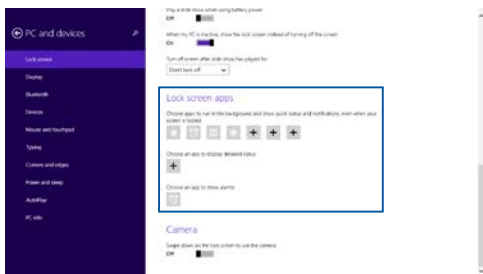 PC and devices
Lock screen
Display
Bluetooth
Devices
Mouse and touchpad
Typing
Corners and edges
Power and sleep
AutoPlay
PC info
Play a slide show when using battery power
Off
When my PC is inactive, show the lock screen instead of turning off the screen
On
Turn off screen after slide show has played for
Don't turn off
Lock screen apps
Choose apps to run in the background and show quick status and notifications, even when your
screen is locked
Choose an app to display detailed status
Choose an app to show alarms
Camera
Swipe down on the lock screen to use the camera.
Off